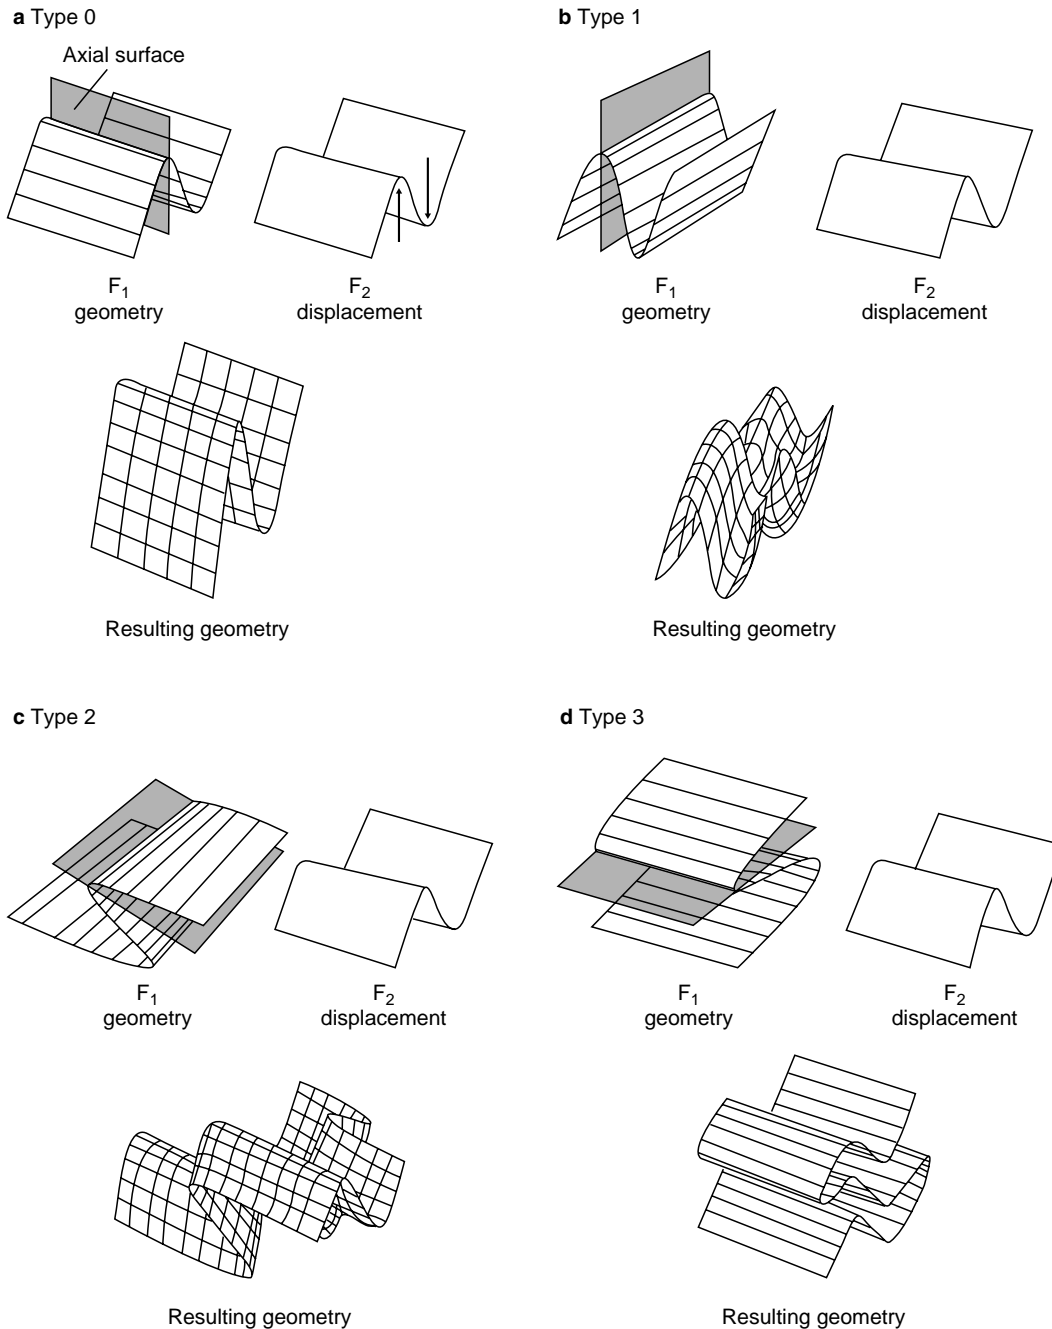 a Type 0
Axial surface
F1
geometry
F2
displacement
Resulting geometry
b Type 1
F1
geometry
F2
displacement
Resulting geometry
c Type 2
F1
geometry
F2
displacement
Resulting geometry
d Type 3
F1
geometry
F2
displacement
Resulting geometry